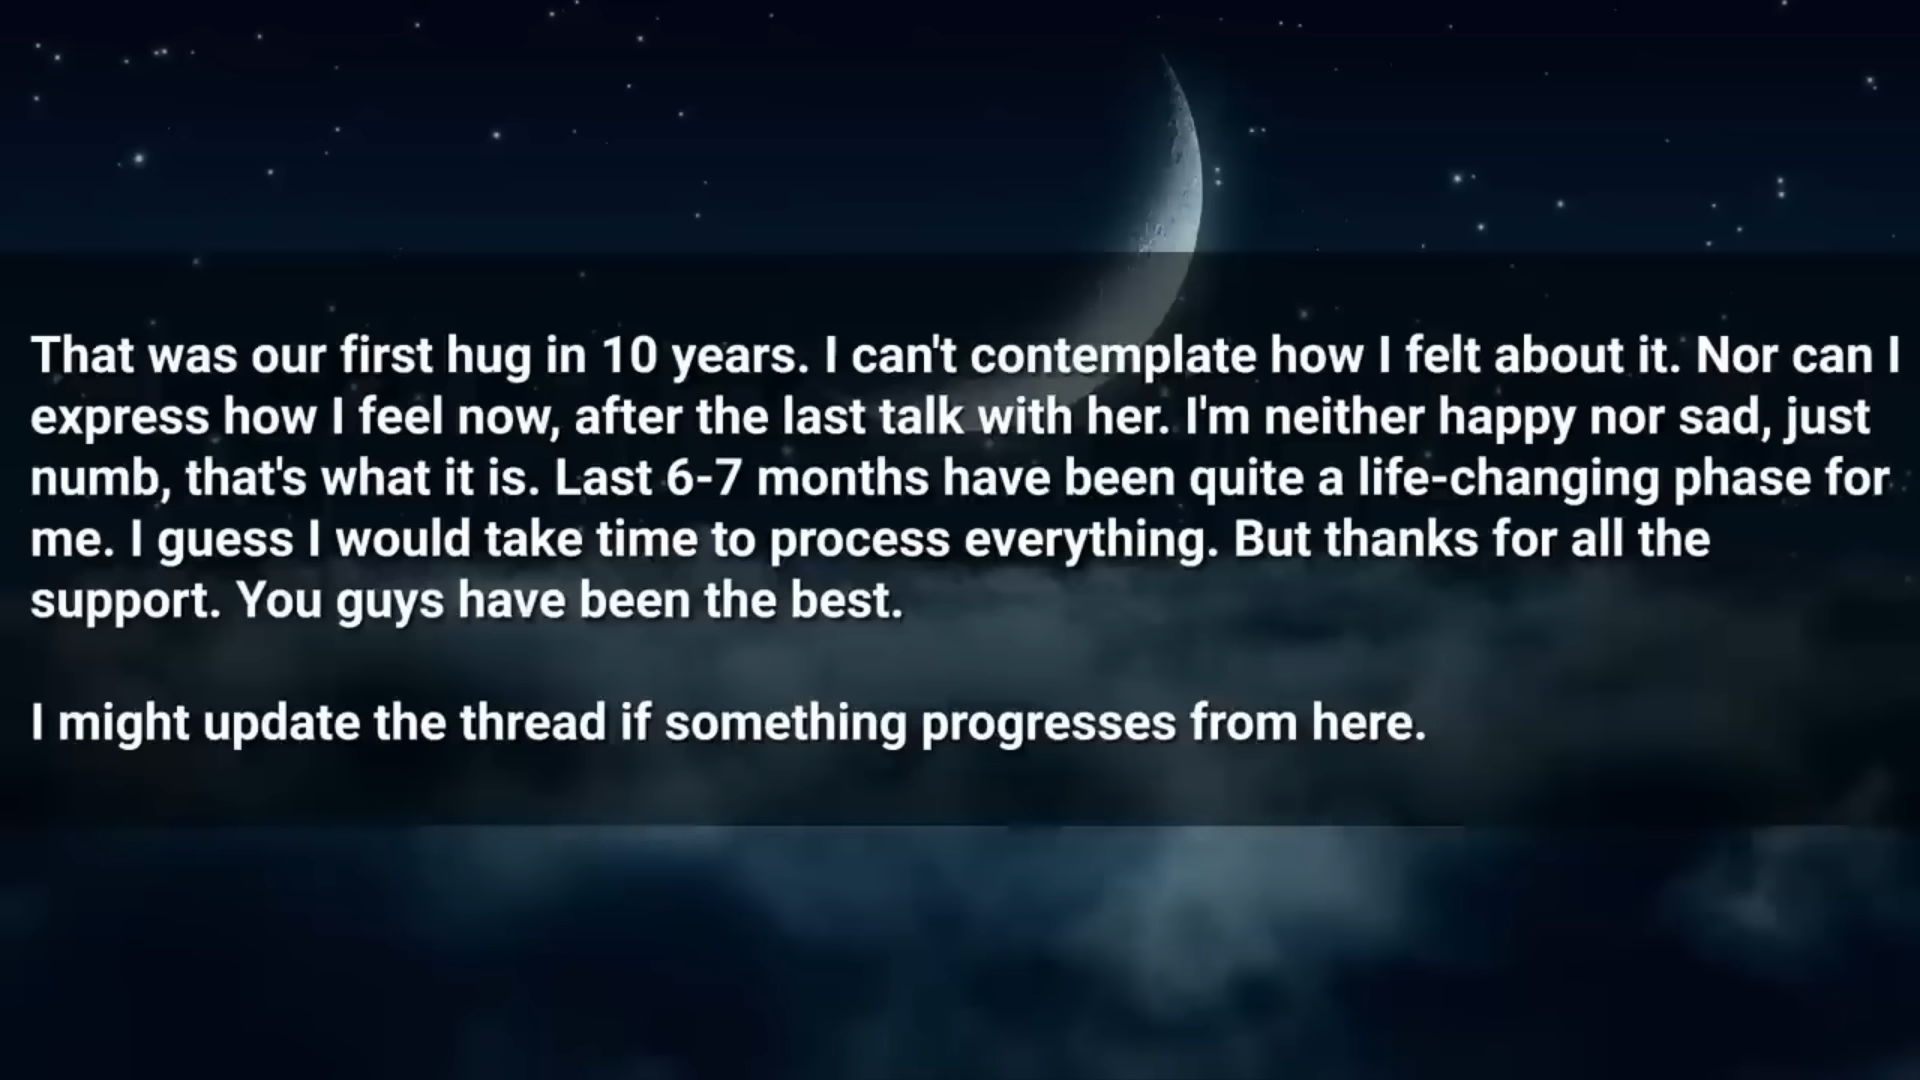 That was our first hug in 10 years. I can't contemplate how I felt about it. Nor can I
express how I feel now, after the last talk with her. I'm neither happy nor sad, just
numb, that's what it is. Last 6-7 months have been quite a life-changing phase for
me. I guess I would take time to process everything. But thanks for all the
support. You guys have been the best.
I might update the thread if something progresses from here.